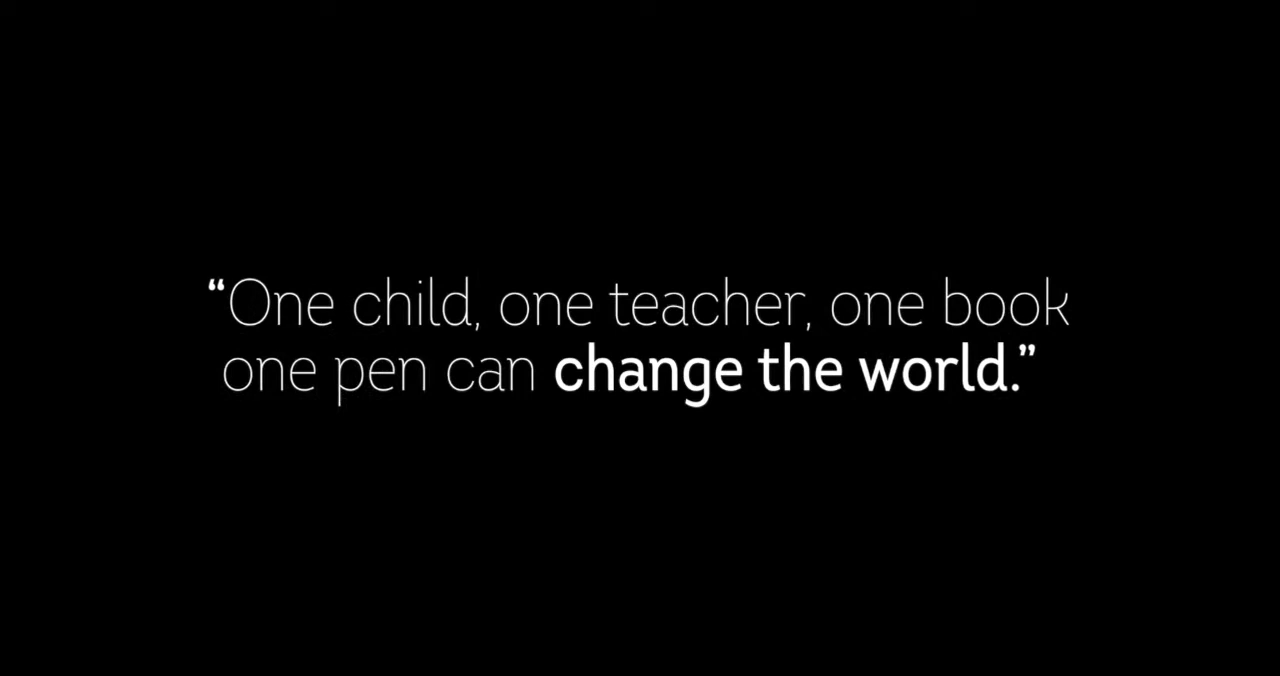 “One child, one teacher, one book
one pen can change the world.”